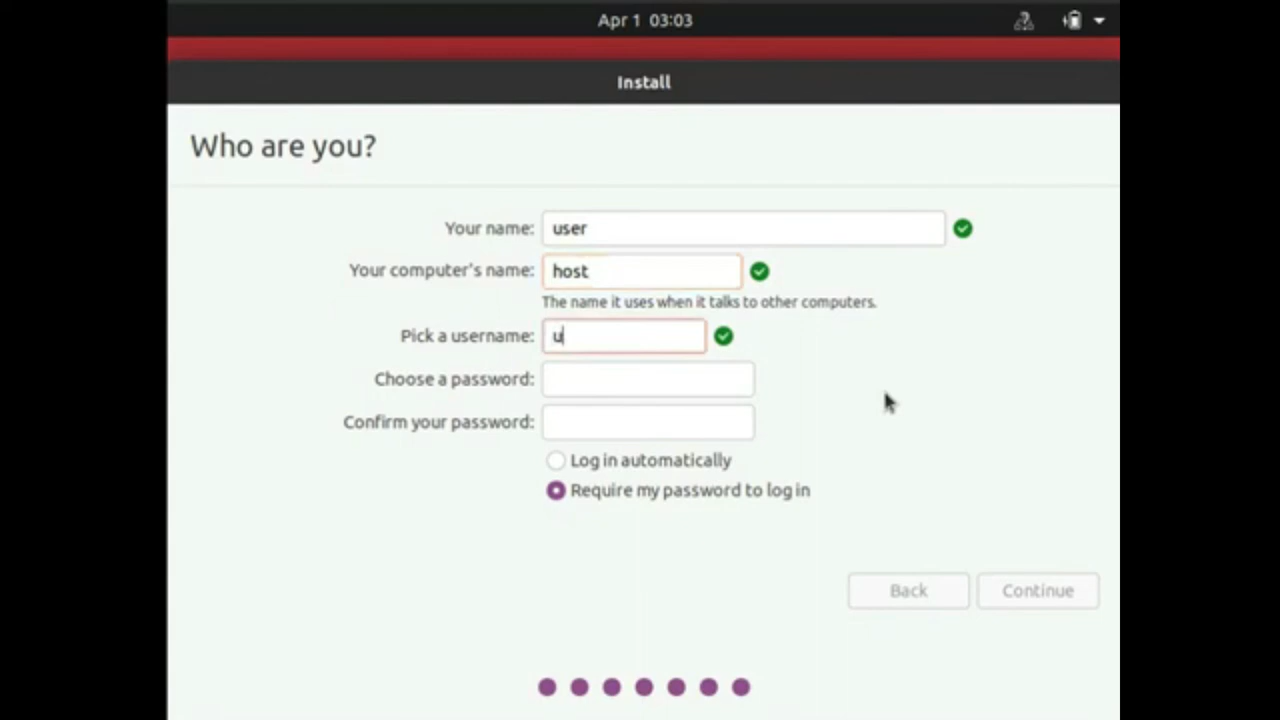 Apr 1 03:03
Install
Who are you?
Your name: user
Your computer's name: host
The name it uses when it talks to other computers.
Pick a username: u
Choose a password:
Confirm your password:
Log in automatically
Require my password to log in
Back Continue